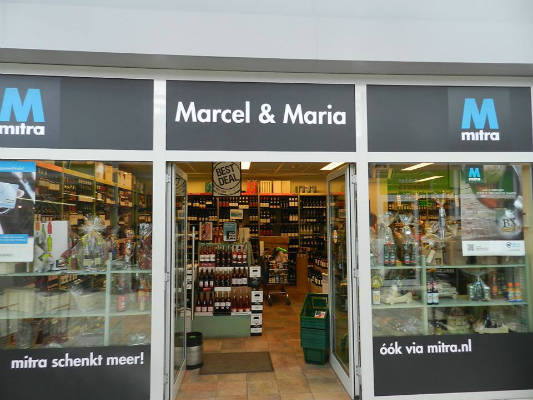 M
mitra
Marcel & Maria
M
mitra
BEST
DEAL
M
mitra schenkt meer!
óók via mitra.nl